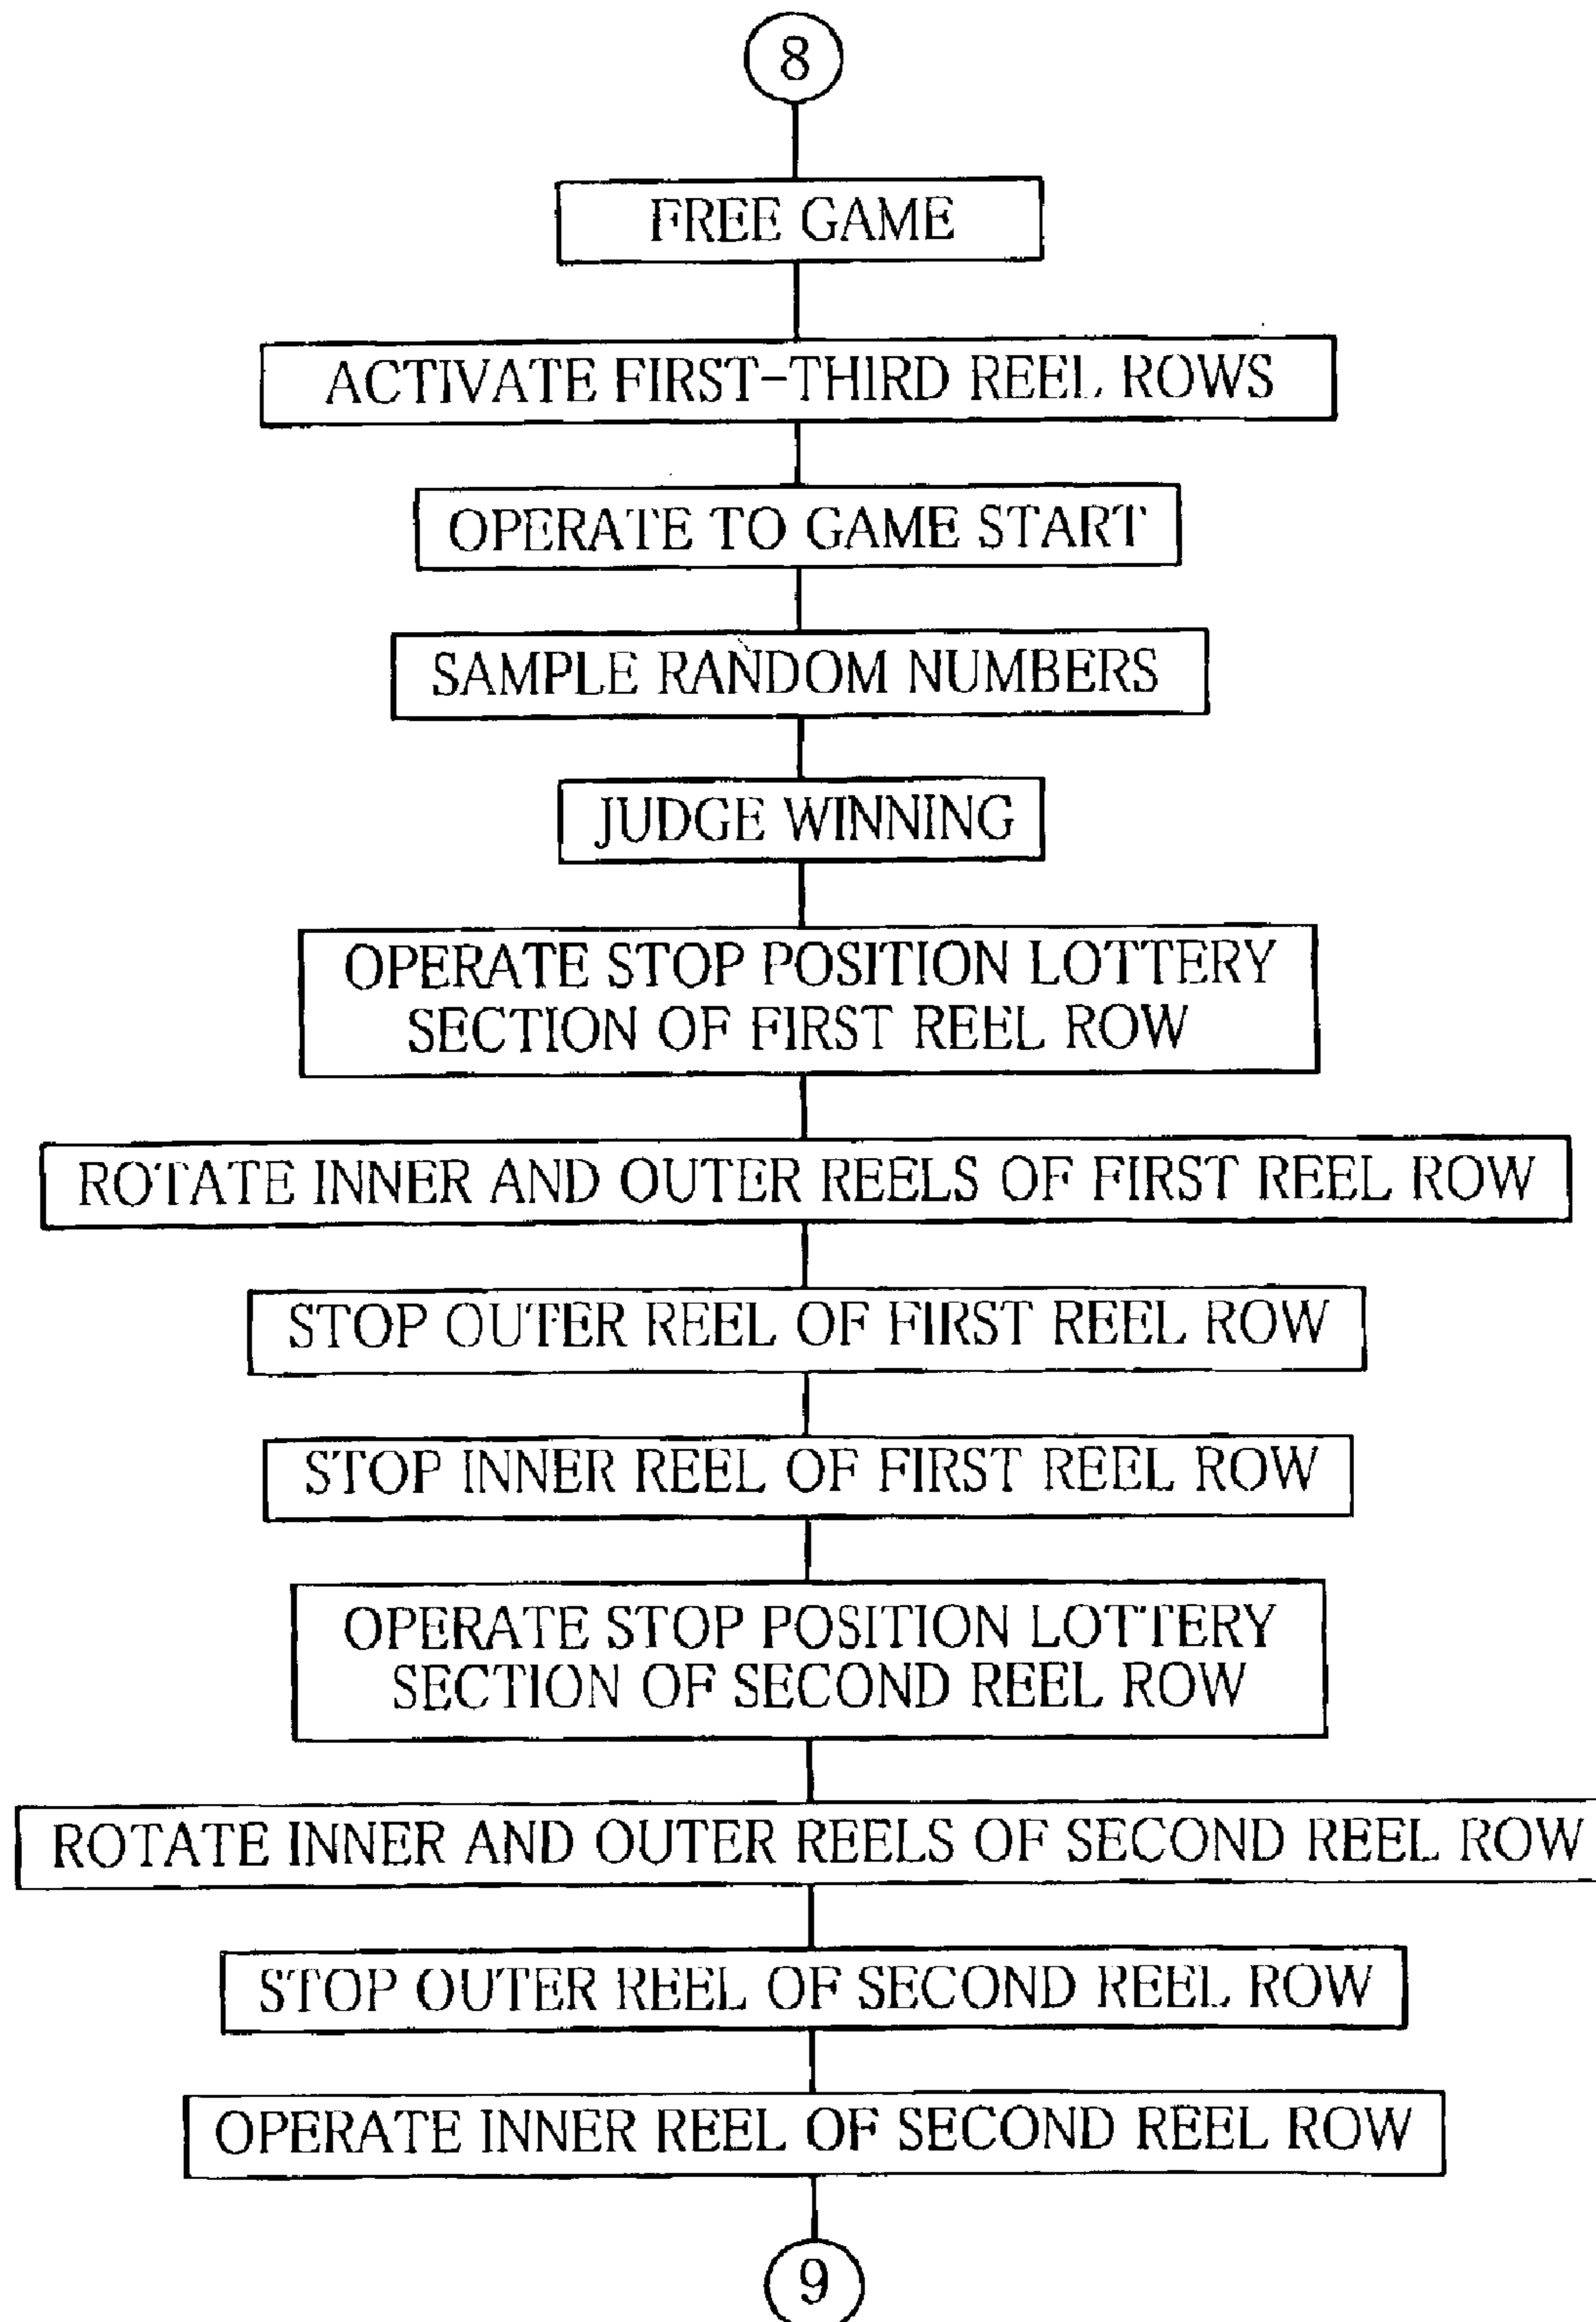 8
FREE GAME
ACTIVATE FIRST-THIRD REEL ROWS
OPERATE TO GAME START
SAMPLE RANDOM NUMBERS
JUDGE WINNING
OPERATE STOP POSITION LOTTERY
SECTION OF FIRST REEL ROW
ROTATE INNER AND OUTER REELS OF FIRST REEL ROW
STOP OUTER REEL OF FIRST REEL ROW
STOP INNER REEL OF FIRST REEL ROW
OPERATE STOP POSITION LOTTERY
SECTION OF SECOND REEL ROW
ROTATE INNER AND OUTER REELS OF SECOND REEL ROW
STOP OUTER REEL OF SECOND REEL ROW
OPERATE INNER REEL OF SECOND REEL ROW
9